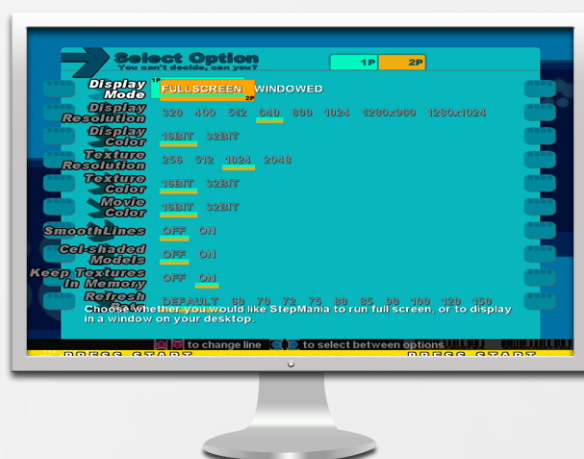 Select Option
You can't decide, can you?
1P 2P
Display Mode 1P FULLSCREEN 2P WINDOWED
Display Resolution 320 400 512 640 800 1024 1280x960 1280x1024
Display Color 16BIT 32BIT
Texture Resolution 256 512 1024 2048
Texture Color 16BIT 32BIT
Movie Color 16BIT 32BIT
SmoothLines OFF ON
Cel-shaded Models OFF ON
Keep Textures In Memory OFF ON
Refresh Rate DEFAULT 60 70 72 75 80 85 90 100 120 150
Choose whether you would like StepMania to run full screen, or to display
in a window on your desktop.
to change line to select between options
PRESS START PRESS START